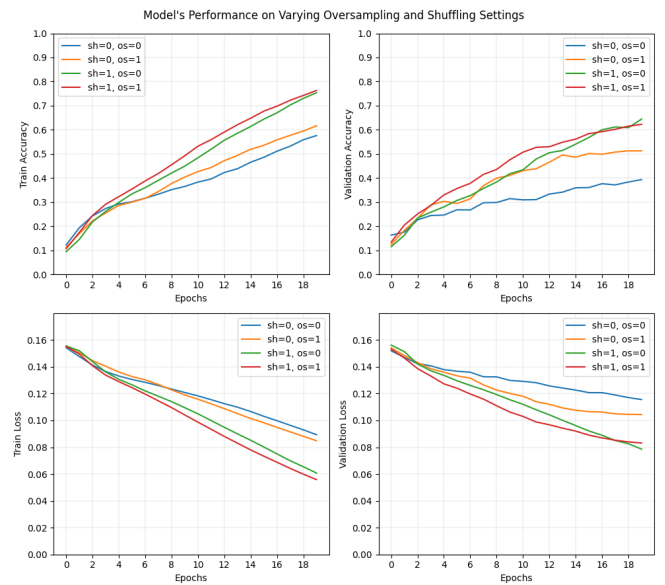 Model's Performance on Varying Oversampling and Shuffling Settings
1.0
0.9
0.8
0.7
0.6
0.5
0.4
0.3
0.2
0.1
0.0
Train Accuracy
sh=0, os=0
sh=0, os=1
sh=1, os=0
sh=1, os=1
0 2 4 6 8 10 12 14 16 18
Epochs
1.0
0.9
0.8
0.7
0.6
0.5
0.4
0.3
0.2
0.1
0.0
Validation Accuracy
sh=0, os=0
sh=0, os=1
sh=1, os=0
sh=1, os=1
0 2 4 6 8 10 12 14 16 18
Epochs
0.16
0.14
0.12
0.10
0.08
0.06
0.04
0.02
0.00
Train Loss
sh=0, os=0
sh=0, os=1
sh=1, os=0
sh=1, os=1
0 2 4 6 8 10 12 14 16 18
Epochs
0.16
0.14
0.12
0.10
0.08
0.06
0.04
0.02
0.00
Validation Loss
sh=0, os=0
sh=0, os=1
sh=1, os=0
sh=1, os=1
0 2 4 6 8 10 12 14 16 18
Epochs